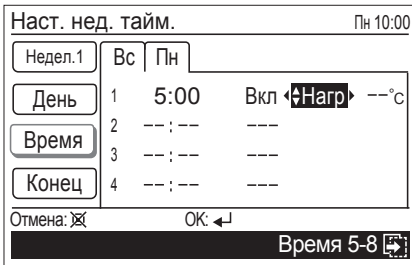 Наст. нед. тайм. Пн 10:00
Недел.1 Вс Пн
День 1 5:00 Вкл Нагр --°c
Время 2 --:-- ---
3 --:-- ---
Конец 4 --:-- ---
Отмена: OK:
Время 5-8